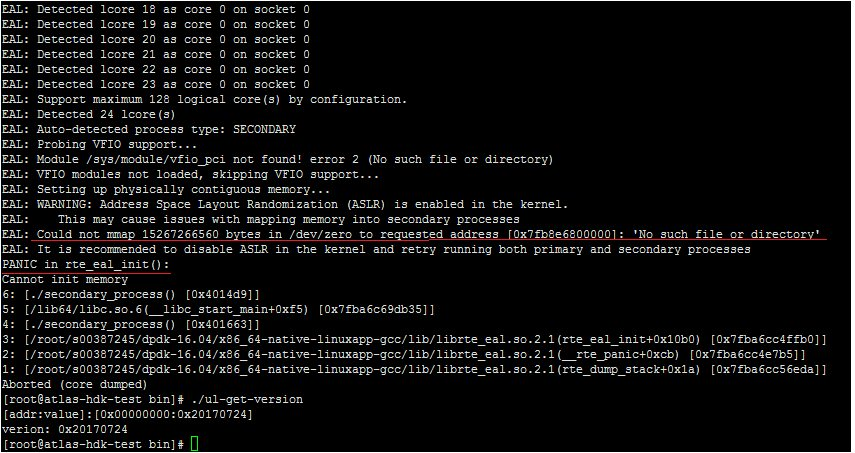 EAL: Detected lcore 18 as core 0 on socket 0
EAL: Detected lcore 19 as core 0 on socket 0
EAL: Detected lcore 20 as core 0 on socket 0
EAL: Detected lcore 21 as core 0 on socket 0
EAL: Detected lcore 22 as core 0 on socket 0
EAL: Detected lcore 23 as core 0 on socket 0
EAL: Support maximum 128 logical core(s) by configuration.
EAL: Detected 24 lcore(s)
EAL: Auto-detected process type: SECONDARY
EAL: Probing VFIO support...
EAL: Module /sys/module/vfio_pci not found! error 2 (No such file or directory)
EAL: VFIO modules not loaded, skipping VFIO support...
EAL: Setting up physically contiguous memory...
EAL: WARNING: Address Space Layout Randomization (ASLR) is enabled in the kernel.
EAL:    This may cause issues with mapping memory into secondary processes
EAL: Could not mmap 15267266560 bytes in /dev/zero to requested address [0x7fb8e6800000]: 'No such file or directory'
EAL: It is recommended to disable ASLR in the kernel and retry running both primary and secondary processes
PANIC in rte_eal_init():
Cannot init memory
6: [./secondary_process() [0x4014d9]]
5: [/lib64/libc.so.6(__libc_start_main+0xf5) [0x7fba6c69db35]]
4: [./secondary_process() [0x401663]]
3: [/root/s00387245/dpdk-16.04/x86_64-native-linuxapp-gcc/lib/librte_eal.so.2.1(rte_eal_init+0x10b0) [0x7fba6cc4ffb0]]
2: [/root/s00387245/dpdk-16.04/x86_64-native-linuxapp-gcc/lib/librte_eal.so.2.1(__rte_panic+0xcb) [0x7fba6cc4e7b5]]
1: [/root/s00387245/dpdk-16.04/x86_64-native-linuxapp-gcc/lib/librte_eal.so.2.1(rte_dump_stack+0x1a) [0x7fba6cc56eda]]
Aborted (core dumped)
[root@atlas-hdk-test bin]# ./ul-get-version
[addr:value]:[0x00000000:0x20170724]
verion: 0x20170724
[root@atlas-hdk-test bin]#